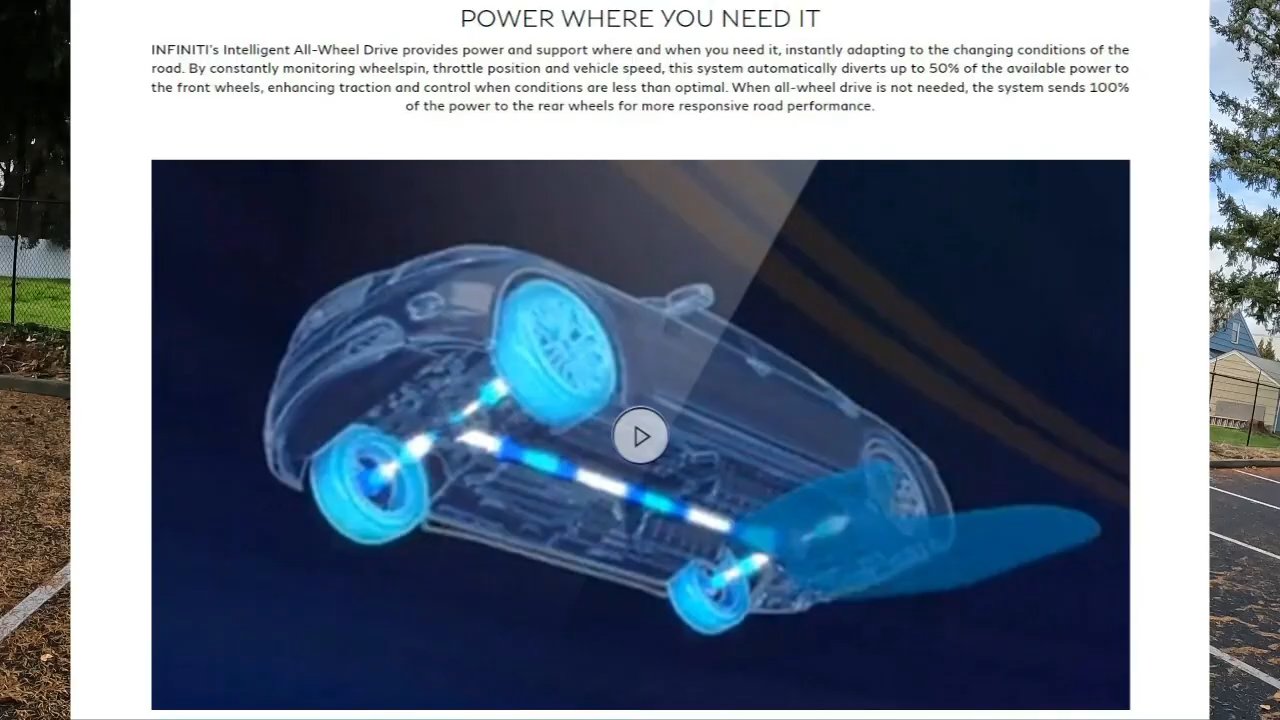 POWER WHERE YOU NEED IT
INFINITI's Intelligent All-Wheel Drive provides power and support where and when you need it, instantly adapting to the changing conditions of the
road. By constantly monitoring wheelspin, throttle position and vehicle speed, this system automatically diverts up to 50% of the available power to
the front wheels, enhancing traction and control when conditions are less than optimal. When all-wheel drive is not needed, the system sends 100%
of the power to the rear wheels for more responsive road performance.